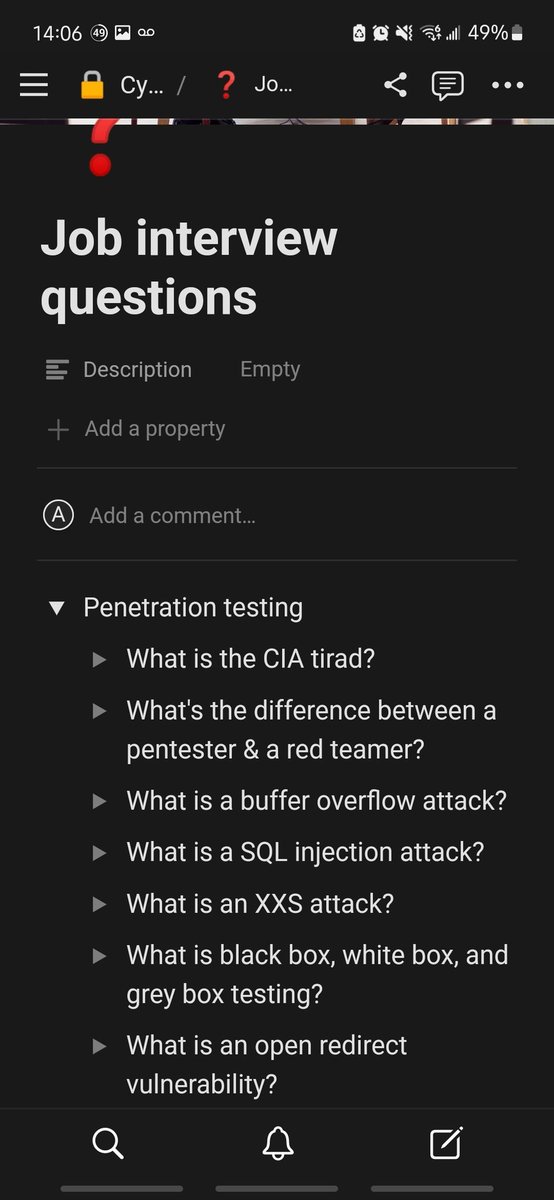 14:06 49 49%
Cy... / Jo...
Job interview
questions
Description Empty
Add a property
A Add a comment...
Penetration testing
What is the CIA tirad?
What's the difference between a
pentester & a red teamer?
What is a buffer overflow attack?
What is a SQL injection attack?
What is an XXS attack?
What is black box, white box, and
grey box testing?
What is an open redirect
vulnerability?